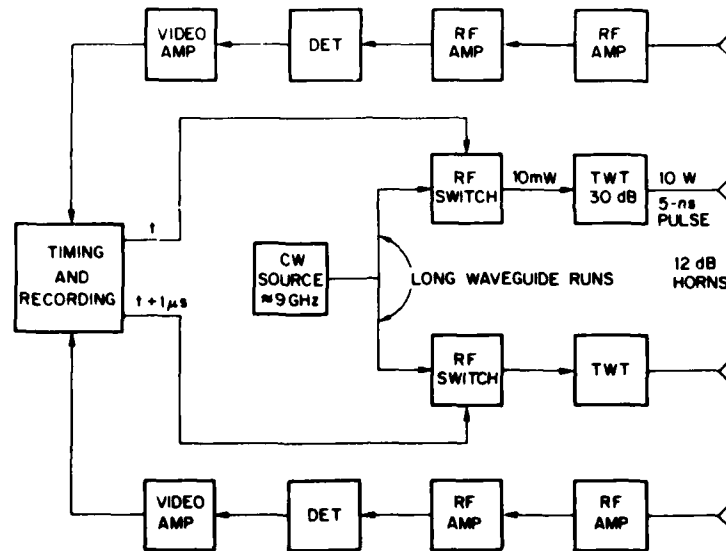 VIDEO
AMP
DET
RF
AMP
RF
AMP
t
RF
SWITCH
10mW
TWT
30 dB
10 W
5-ns
PULSE
TIMING
AND
RECORDING
CW
SOURCE
≈9 GHz
LONG WAVEGUIDE RUNS
12 dB
HORNS
t+1μs
RF
SWITCH
TWT
VIDEO
AMP
DET
RF
AMP
RF
AMP